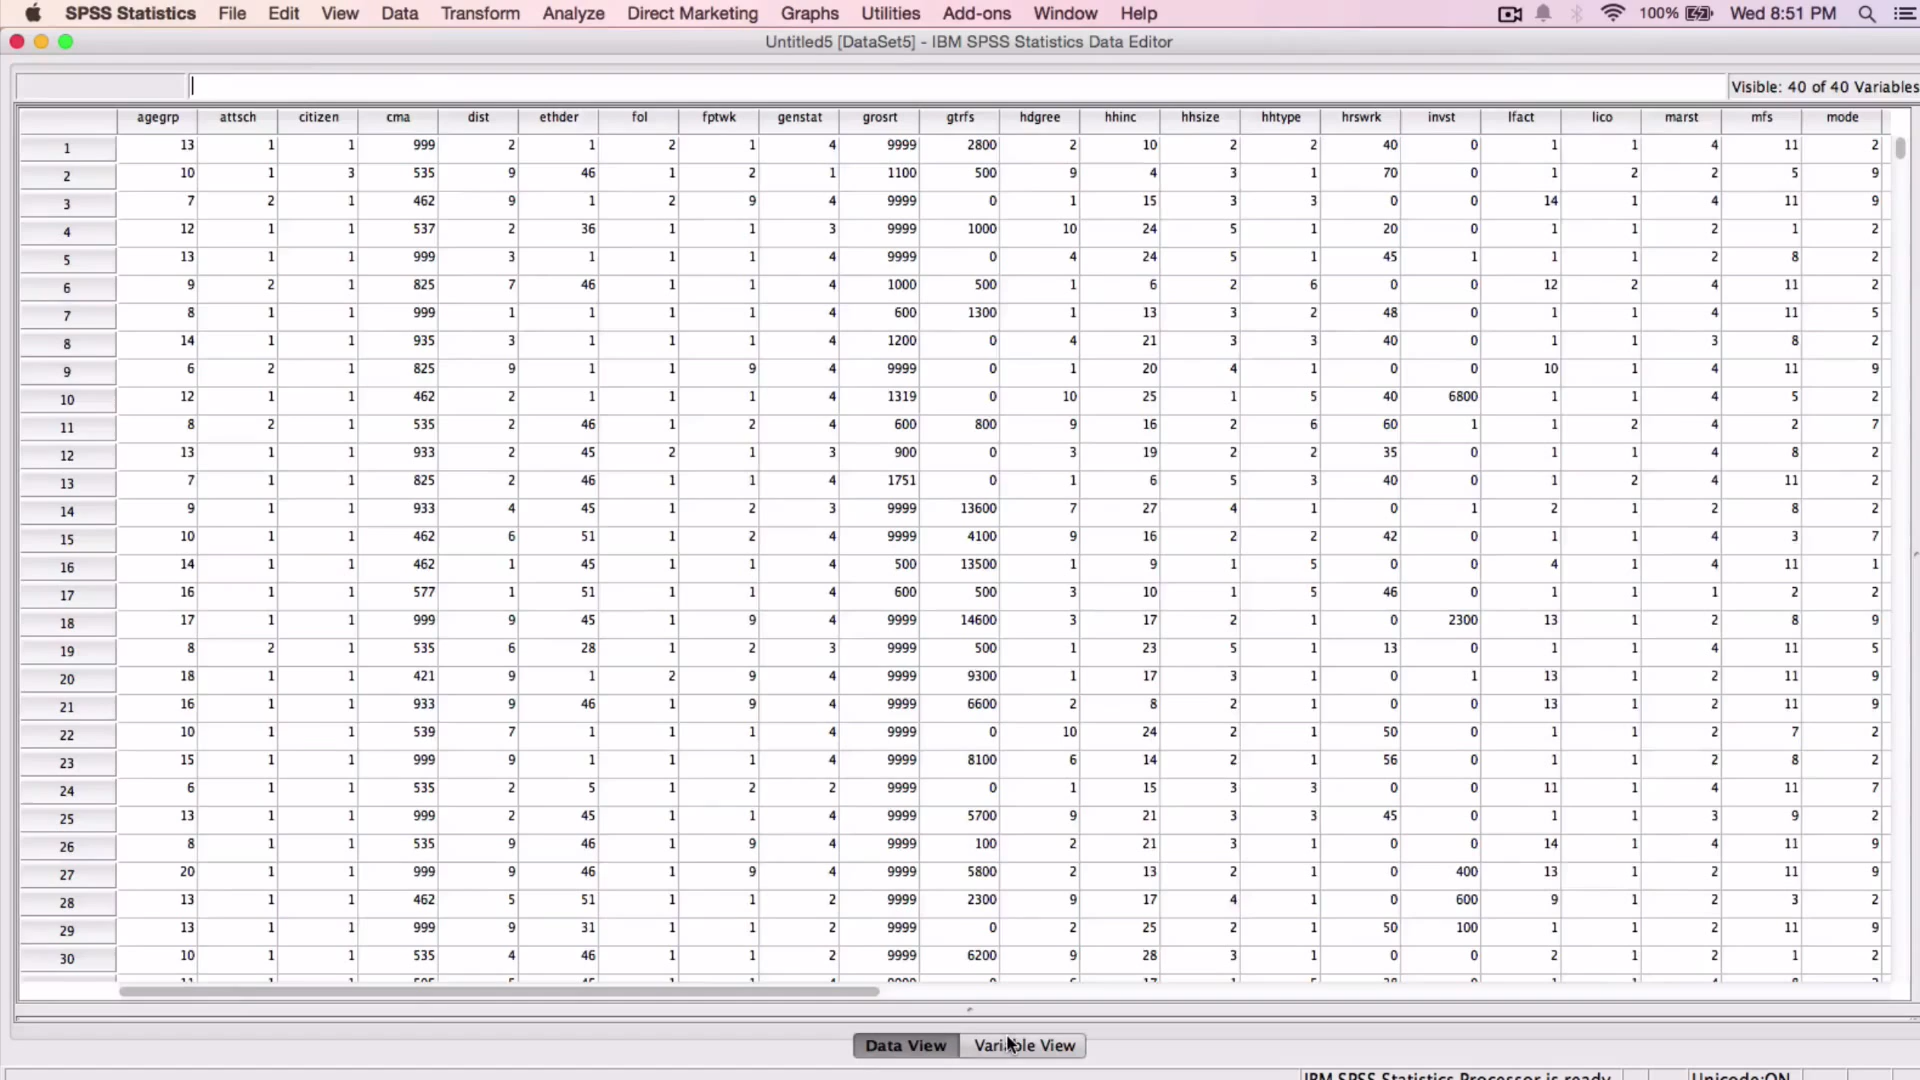 SPSS Statistics File Edit View Data Transform Analyze Direct Marketing Graphs Utilities Add-ons Window Help 100% Wed 8:51 PM
Untitled5 [DataSet5] - IBM SPSS Statistics Data Editor
Visible: 40 of 40 Variables
agegrp attsch citizen cma dist ethder fol fptwk genstat grosrt gtrfs hdgree hhinc hhsize hhtype hrswrk invst lfact lico marst mfs mode
1 13 1 1 999 2 1 2 1 4 9999 2800 2 10 2 2 40 0 1 1 4 11 2
2 10 1 3 535 9 46 1 2 1 1100 500 9 4 3 1 70 0 1 2 2 5 9
3 7 2 1 462 9 1 2 9 4 9999 0 1 15 3 3 0 0 14 1 4 11 9
4 12 1 1 537 2 36 1 1 3 9999 1000 10 24 5 1 20 0 1 1 2 1 2
5 13 1 1 999 3 1 1 1 4 9999 0 4 24 5 1 45 1 1 1 2 8 2
6 9 2 1 825 7 46 1 1 4 1000 500 1 6 2 6 0 0 12 2 4 11 2
7 8 1 1 999 1 1 1 1 4 600 1300 1 13 3 2 48 0 1 1 4 11 5
8 14 1 1 935 3 1 1 1 4 1200 0 4 21 3 3 40 0 1 1 3 8 2
9 6 2 1 825 9 1 1 9 4 9999 0 1 20 4 1 0 0 10 1 4 11 9
10 12 1 1 462 2 1 1 1 4 1319 0 10 25 1 5 40 6800 1 1 4 5 2
11 8 2 1 535 2 46 1 2 4 600 800 9 16 2 6 60 1 1 2 4 2 7
12 13 1 1 933 2 45 2 1 3 900 0 3 19 2 2 35 0 1 1 4 8 2
13 7 1 1 825 2 46 1 1 4 1751 0 1 6 5 3 40 0 1 2 4 11 2
14 9 1 1 933 4 45 1 2 3 9999 13600 7 27 4 1 0 1 2 1 2 8 2
15 10 1 1 462 6 51 1 2 4 9999 4100 9 16 2 2 42 0 1 1 4 3 7
16 14 1 1 462 1 45 1 1 4 500 13500 1 9 1 5 0 0 4 1 4 11 1
17 16 1 1 577 1 51 1 1 4 600 500 3 10 1 5 46 0 1 1 1 2 2
18 17 1 1 999 9 45 1 9 4 9999 14600 3 17 2 1 0 2300 13 1 2 8 9
19 8 2 1 535 6 28 1 2 3 9999 500 1 23 5 1 13 0 1 1 4 11 5
20 18 1 1 421 9 1 2 9 4 9999 9300 1 17 3 1 0 1 13 1 2 11 9
21 16 1 1 933 9 46 1 9 4 9999 6600 2 8 2 1 0 0 13 1 2 11 9
22 10 1 1 539 7 1 1 1 4 9999 0 10 24 2 1 50 0 1 1 2 7 2
23 15 1 1 999 9 1 1 1 4 9999 8100 6 14 2 1 56 0 1 1 2 8 2
24 6 1 1 535 2 5 1 2 2 9999 0 1 15 3 3 0 0 11 1 4 11 7
25 13 1 1 999 2 45 1 1 4 9999 5700 9 21 3 3 45 0 1 1 3 9 2
26 8 1 1 535 9 46 1 9 4 9999 100 2 21 3 1 0 0 14 1 4 11 9
27 20 1 1 999 9 46 1 9 4 9999 5800 2 13 2 1 0 400 13 1 2 11 9
28 13 1 1 462 5 51 1 1 2 9999 2300 9 17 4 1 0 600 9 1 2 3 2
29 13 1 1 999 9 31 1 1 2 9999 0 2 25 2 1 50 100 1 1 2 11 9
30 10 1 1 535 4 46 1 1 2 9999 6200 9 28 3 1 0 0 2 1 2 1 2
Data View Variable View
IBM SPSS Statistics Processor is ready Unicode:ON